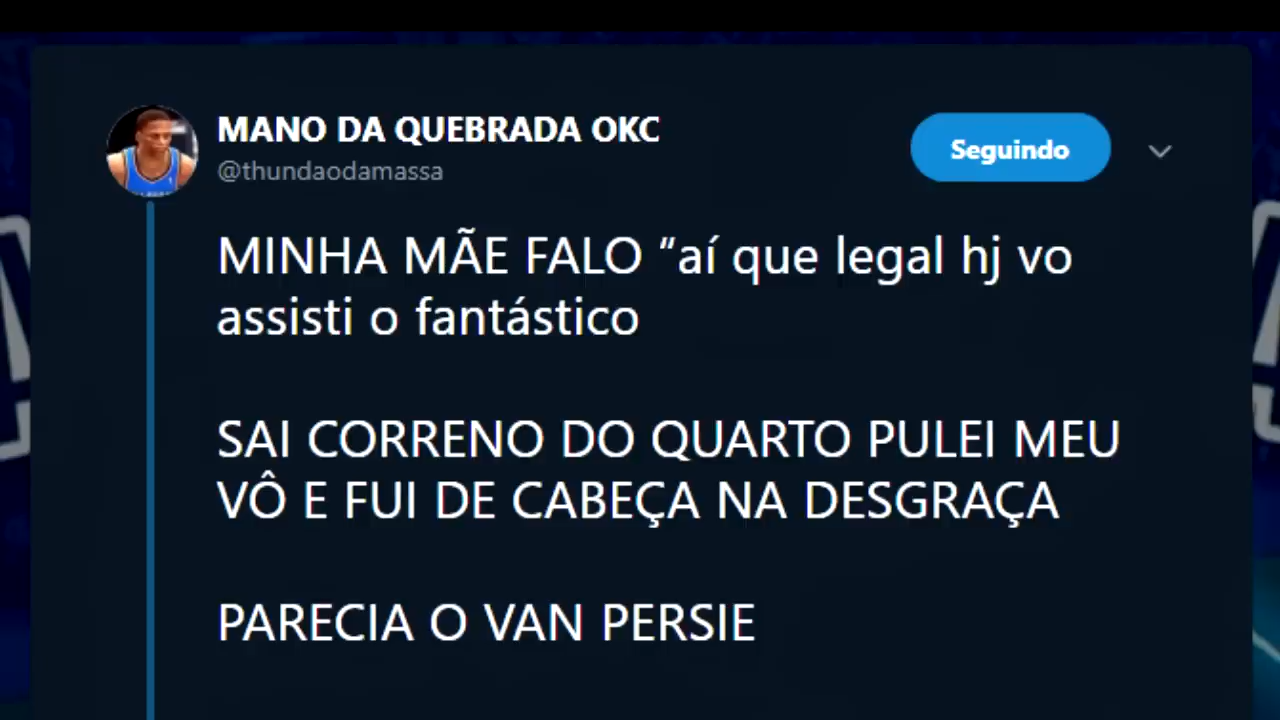 MANO DA QUEBRADA OKC
@thundaodamassa
Seguindo
MINHA MÃE FALO “aí que legal hj vo
assisti o fantástico
SAI CORRENO DO QUARTO PULEI MEU
VÔ E FUI DE CABEÇA NA DESGRAÇA
PARECIA O VAN PERSIE